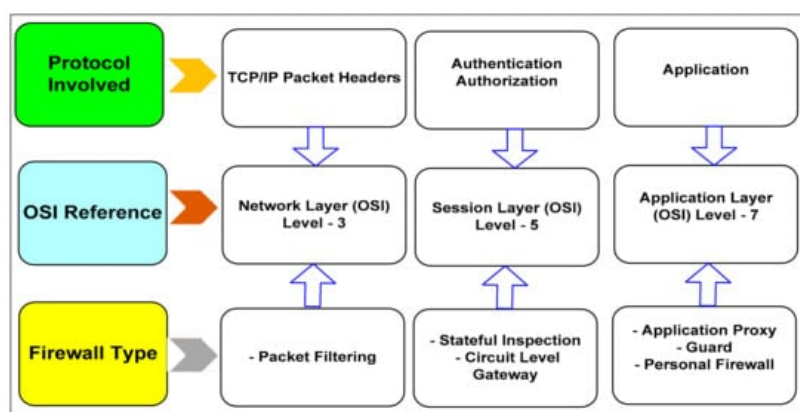 Protocol
Involved
TCP/IP Packet Headers
Authentication
Authorization
Application
OSI Reference
Network Layer (OSI)
Level - 3
Session Layer (OSI)
Level - 5
Application Layer
(OSI) Level - 7
Firewall Type
- Packet Filtering
- Stateful Inspection
- Circuit Level
Gateway
- Application Proxy
- Guard
- Personal Firewall